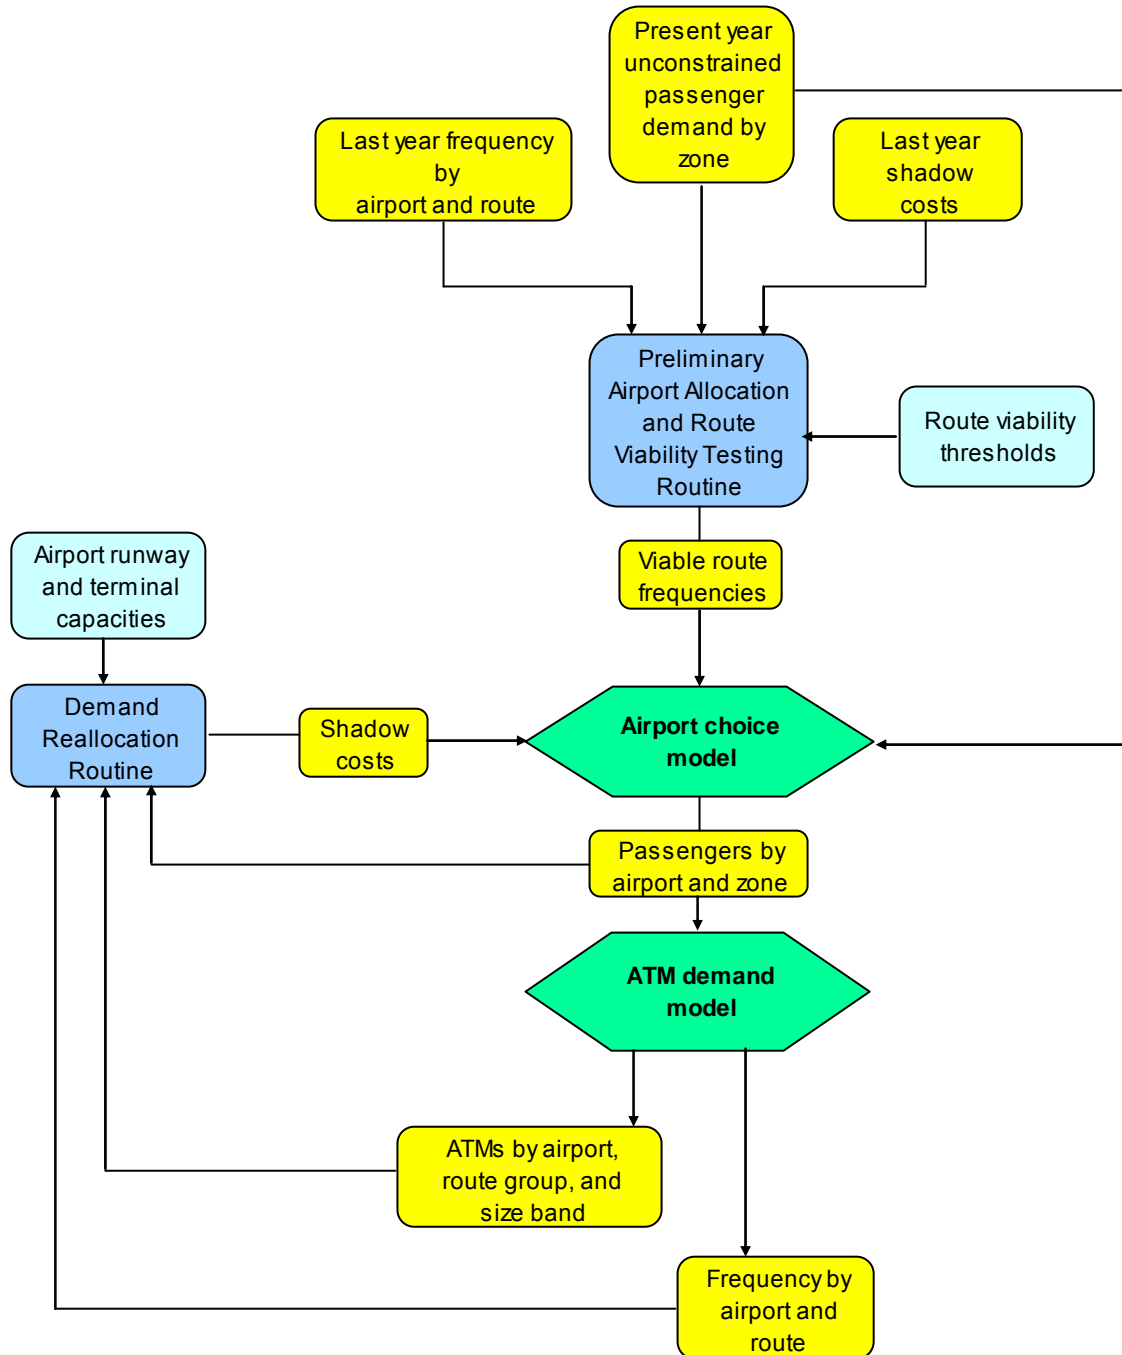 Present year
unconstrained
passenger
demand by
zone
Last year frequency
by
airport and route
Last year
shadow
costs
Preliminary
Airport Allocation
and Route
Viability Testing
Routine
Route viability
thresholds
Airport runway
and terminal
capacities
Viable route
frequencies
Demand
Reallocation
Routine
Shadow
costs
Airport choice
model
Passengers by
airport and zone
ATM demand
model
ATMs by airport,
route group, and
size band
Frequency by
airport and
route